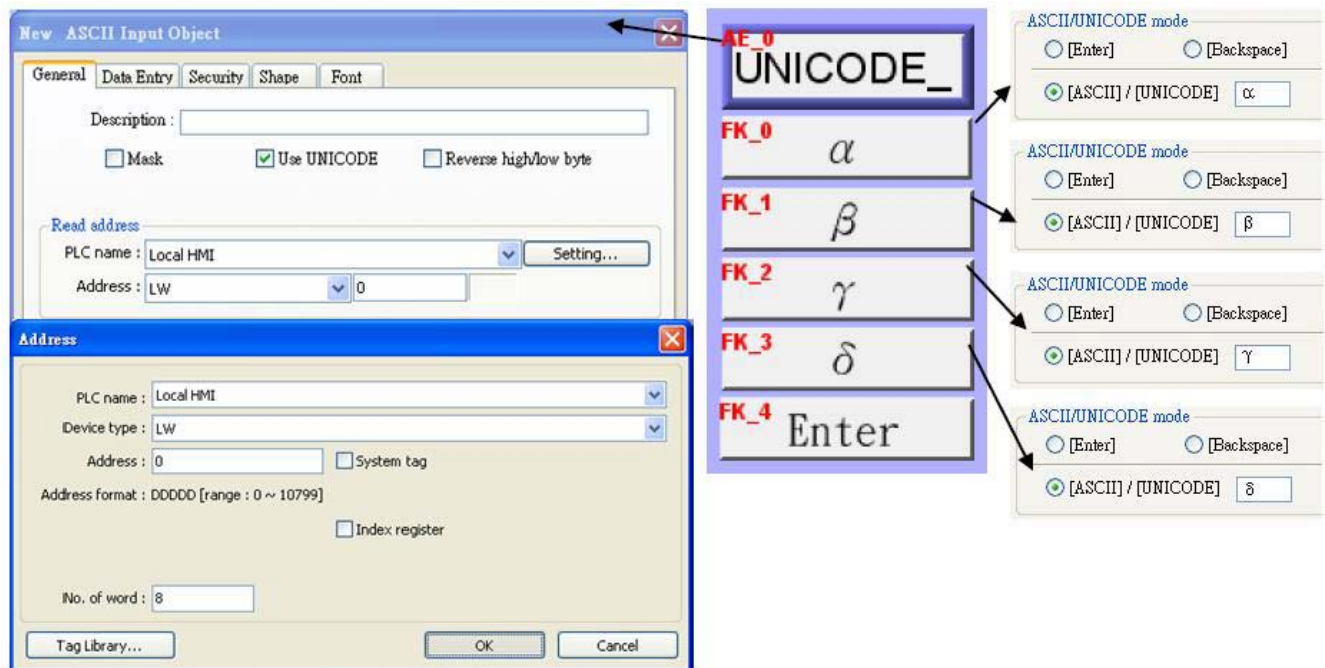 New ASCII Input Object
General Data Entry Security Shape Font
Description :
Mask Use UNICODE Reverse high/low byte
Read address
PLC name : Local HMI Setting...
Address : LW 0
Address
PLC name : Local HMI
Device type : LW
Address : 0 System tag
Address format : DDDDD [range : 0 ~ 10799]
Index register
No. of word : 8
Tag Library... OK Cancel
AE_0
UNICODE_
FK_0
α
FK_1
β
FK_2
γ
FK_3
δ
FK_4
Enter
ASCII/UNICODE mode
[Enter] [Backspace]
[ASCII] / [UNICODE] α
ASCII/UNICODE mode
[Enter] [Backspace]
[ASCII] / [UNICODE] β
ASCII/UNICODE mode
[Enter] [Backspace]
[ASCII] / [UNICODE] γ
ASCII/UNICODE mode
[Enter] [Backspace]
[ASCII] / [UNICODE] δ